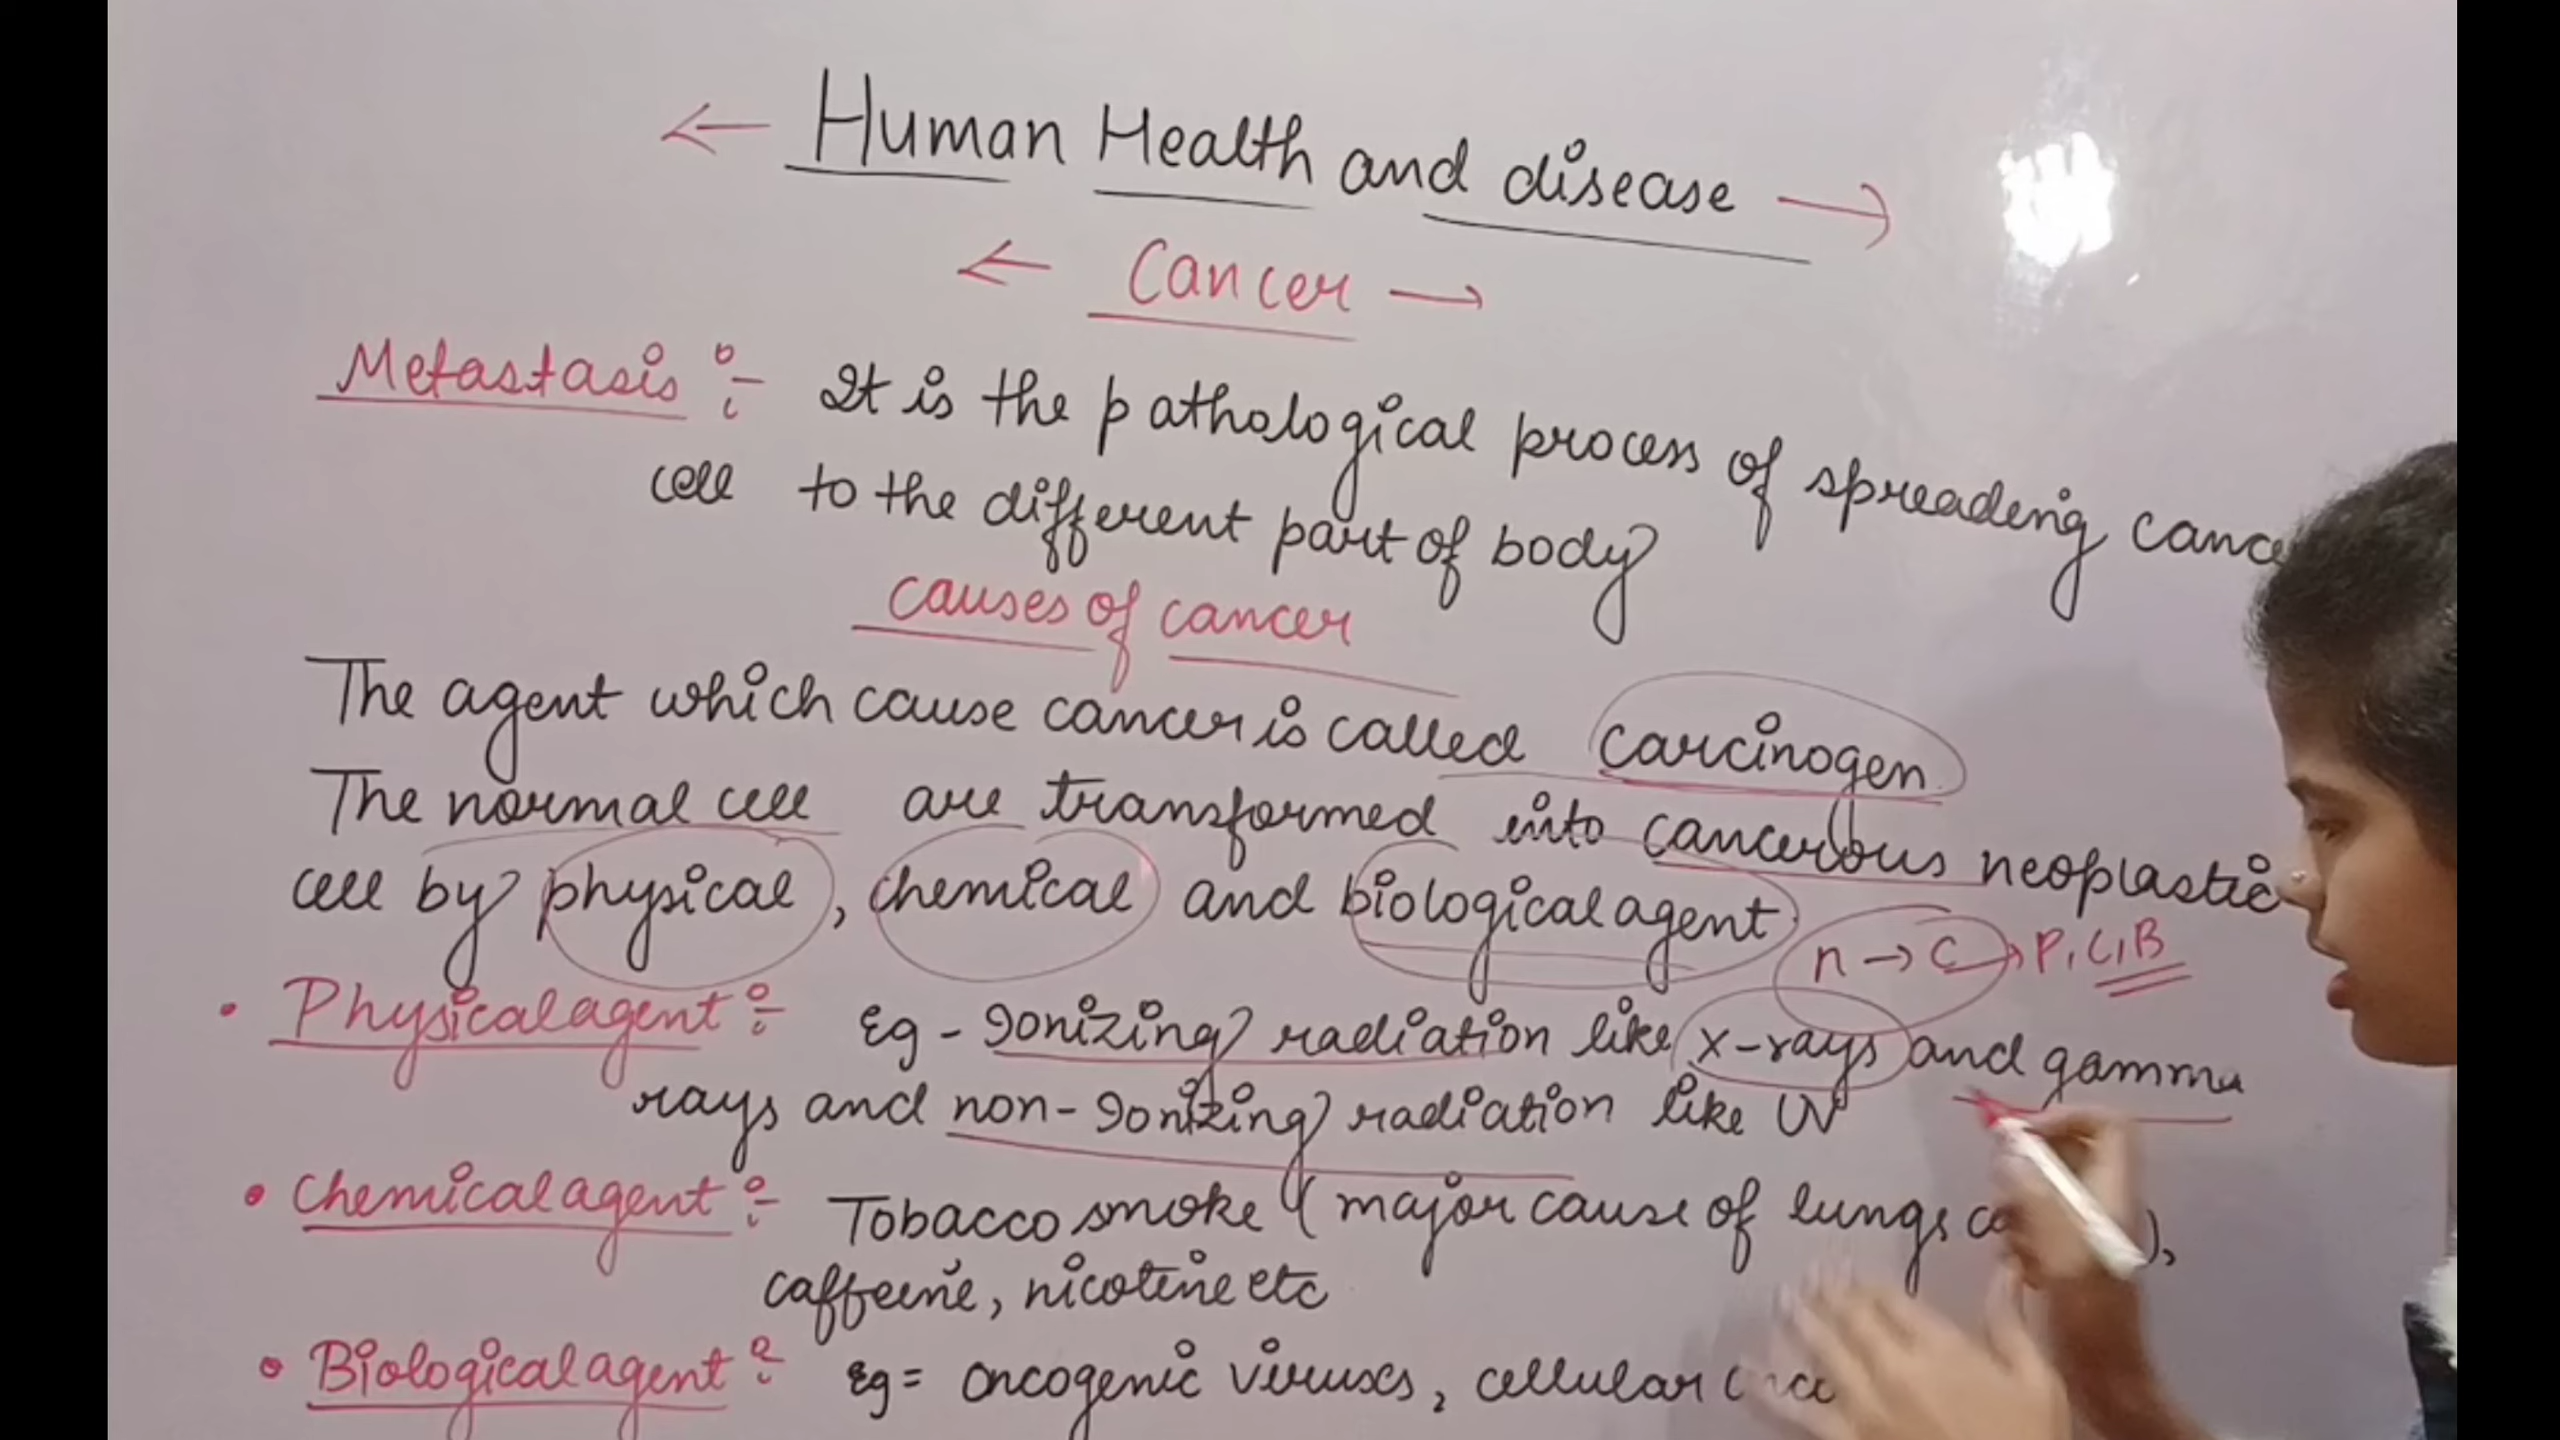 ← Human Health and disease →
← Cancer →
Metastasis :- It is the pathological process of spreading
cell to the different part of body
causes of cancer
The agent which cause cancer is called carcinogen
The normal cell are transformed into cancerous neoplastic
cell by physical, chemical and biological agent
n → C → P, C, B
• Physical agent :- Eg - Ionizing radiation like x-rays and gamma
rays and non-Ionizing radiation like UV
• Chemical agent :- Tobacco smoke (major cause of lungs ),
caffeine, nicotine etc
• Biological agent : Eg = oncogenic viruses, cellular